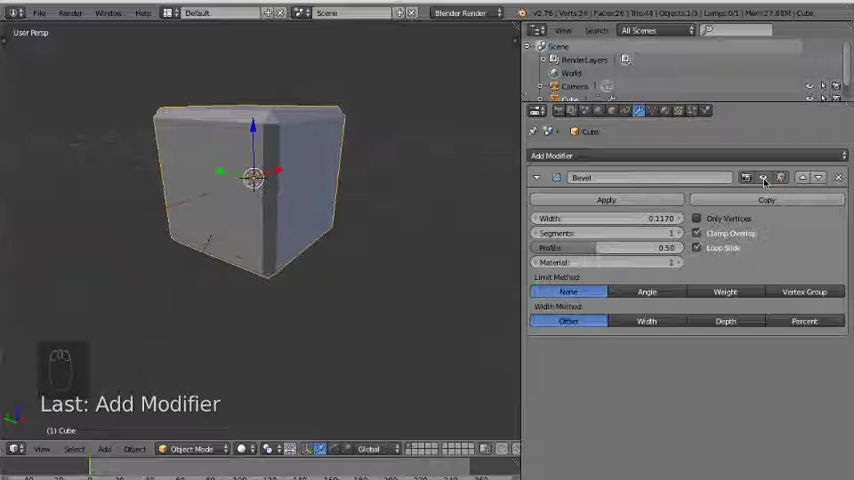 File Render Window Help Default Scene Blender Render v2.76 | Verts:24 | Faces:26 | Tris:44 | Objects:1/3 | Lamps:0/1 | Mem:27.66M | Cube
User Persp
View Search All Scenes
Scene
RenderLayers
World
Camera
Cube
Add Modifier
Bevel
Apply Copy
Width: 0.1170 Only Vertices
Segments: 1 Clamp Overlap
Profile: 0.50 Loop Slide
Limit Method:
None Angle Weight Vertex Group
Width Method:
Offset Width Depth Percent
Last: Add Modifier
(1) Cube
View Select Add Object Object Mode Global